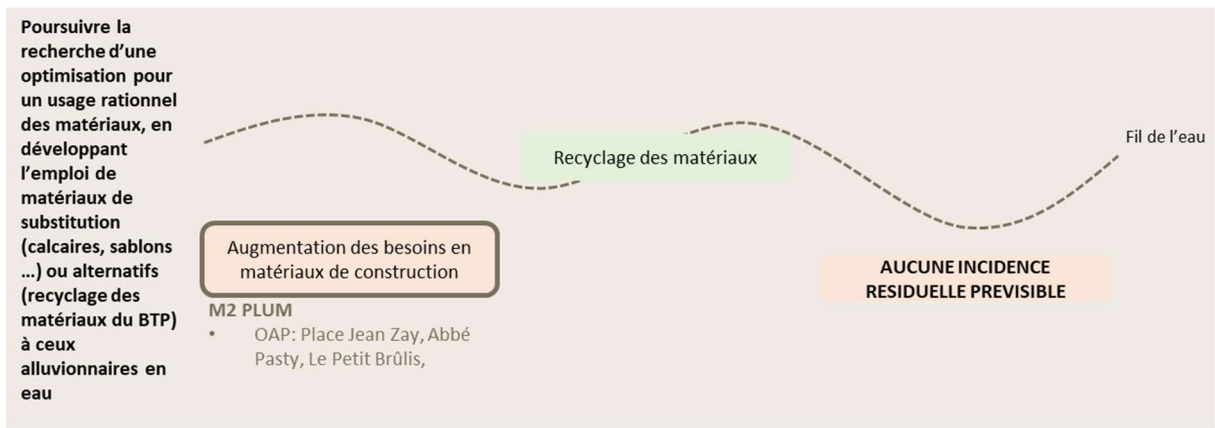 Poursuivre la
recherche d’une
optimisation pour
un usage rationnel
des matériaux, en
développant
l’emploi de
matériaux de
substitution
(calcaires, sablons
…) ou alternatifs
(recyclage des
matériaux du BTP)
à ceux
alluvionnaires en
eau
Fil de l’eau
Recyclage des matériaux
Augmentation des besoins en
matériaux de construction
AUCUNE INCIDENCE
RESIDUELLE PREVISIBLE
M2 PLUM
• OAP: Place Jean Zay, Abbé
Pasty, Le Petit Brûlis,